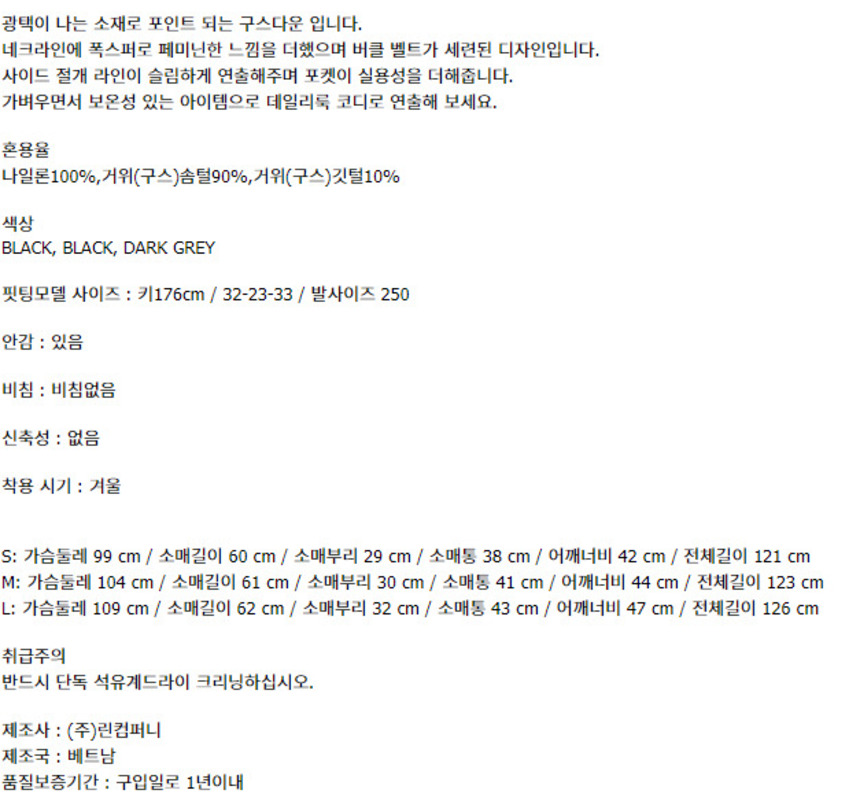 광택이 나는 소재로 포인트 되는 구스다운 입니다.
네크라인에 폭스퍼로 페미닌한 느낌을 더했으며 버클 벨트가 세련된 디자인입니다.
사이드 절개 라인이 슬림하게 연출해주며 포켓이 실용성을 더해줍니다.
가벼우면서 보온성 있는 아이템으로 데일리룩 코디로 연출해 보세요.
혼용율
나일론100%,거위(구스)솜털90%,거위(구스)깃털10%
색상
BLACK, BLACK, DARK GREY
핏팅모델 사이즈 : 키176cm / 32-23-33 / 발사이즈 250
안감 : 있음
비침 : 비침없음
신축성 : 없음
착용 시기 : 겨울
S: 가슴둘레 99 cm / 소매길이 60 cm / 소매부리 29 cm / 소매통 38 cm / 어깨너비 42 cm / 전체길이 121 cm
M: 가슴둘레 104 cm / 소매길이 61 cm / 소매부리 30 cm / 소매통 41 cm / 어깨너비 44 cm / 전체길이 123 cm
L: 가슴둘레 109 cm / 소매길이 62 cm / 소매부리 32 cm / 소매통 43 cm / 어깨너비 47 cm / 전체길이 126 cm
취급주의
반드시 단독 석유계드라이 크리닝하십시오.
제조사 : (주)린컴퍼니
제조국 : 베트남
품질보증기간 : 구입일로 1년이내